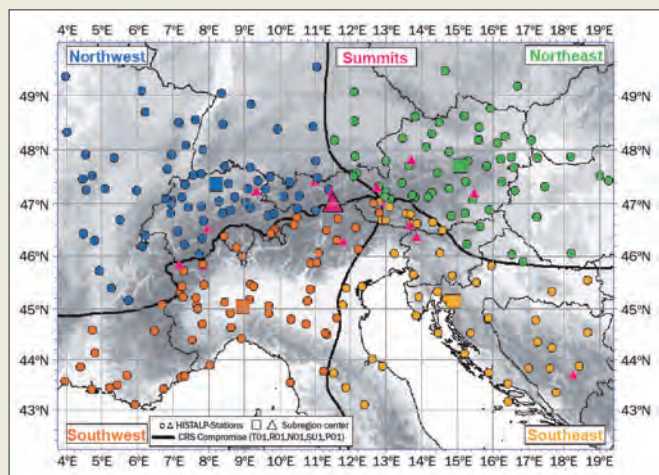 4°E 5°E 6°E 7°E 8°E 9°E 10°E 11°E 12°E 13°E 14°E 15°E 16°E 17°E 18°E 19°E
Northwest Summits Northeast
49°N 49°N
48°N 48°N
47°N 47°N
46°N 46°N
45°N 45°N
44°N 44°N
43°N 43°N
HISTALP-Stations Subregion center
CRS Compromise (T01,R01,N01,SU1,P01)
Southwest Southeast
4°E 5°E 6°E 7°E 8°E 9°E 10°E 11°E 12°E 13°E 14°E 15°E 16°E 17°E 18°E 19°E